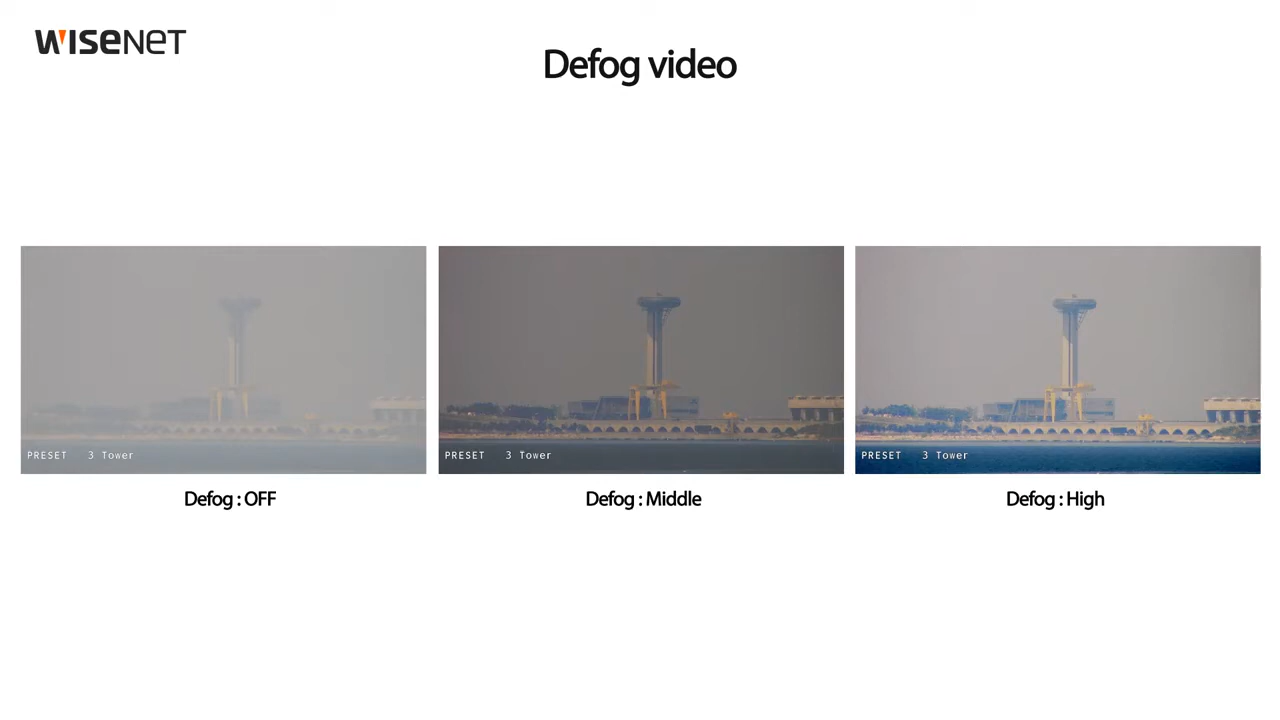 WISENET
Defog video
PRESET 3 Tower
PRESET 3 Tower
PRESET 3 Tower
Defog : OFF
Defog : Middle
Defog : High